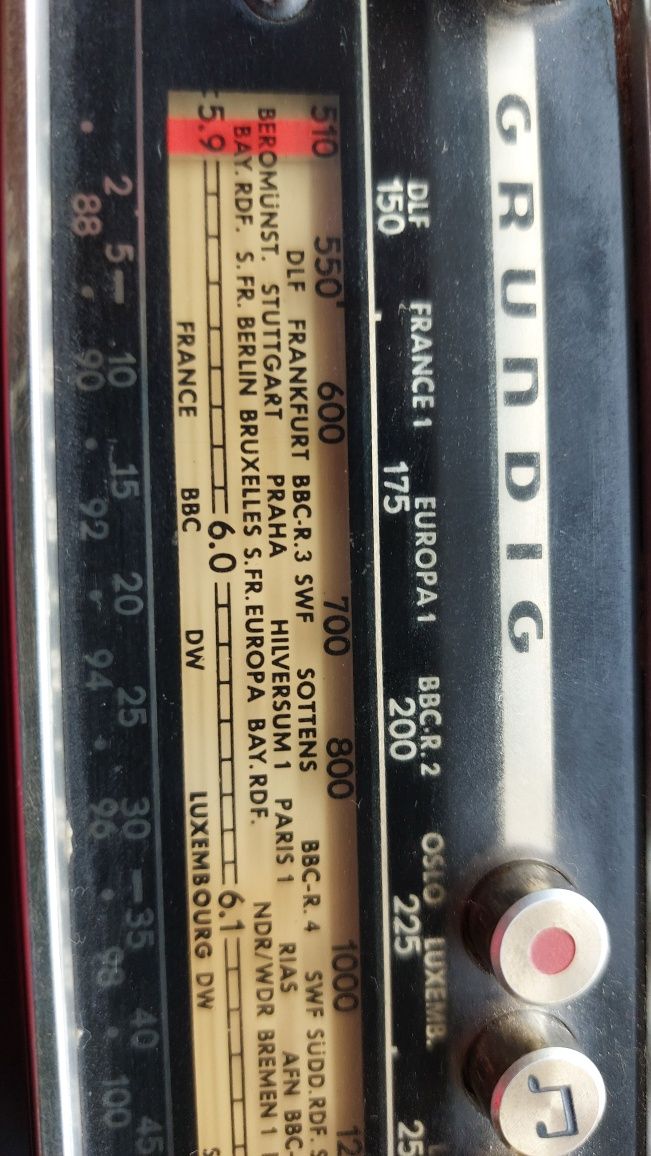 GRUNDIG
DLF FRANCE 1 EUROPA 1 BBC-R. 2 OSLO LUXEMB.
150 175 200 225 25
510 550 600 700 800 1000 12
DLF FRANKFURT BBC-R.3 SWF SOTTENS BBC-R.4 SWF SÜDD.RDF. S
BEROMÜNST. STUTTGART PRAHA HILVERSUM 1 PARIS 1 RIAS AFN BBC-
BAY.RDF. S.FR.BERLIN BRUXELLES S.FR.EUROPA BAY.RDF. NDR/WDR BREMEN 1
5.9 6.0 6.1
FRANCE BBC DW LUXEMBOURG DW S
2 5 10 15 20 25 30 35 40 45
88 90 92 94 96 98 100